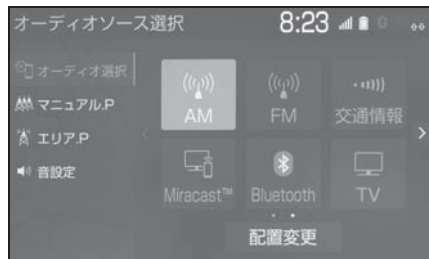 オーディオソース選択 8:23
オーディオ選択
マニュアル.P
エリア.P
音設定
AM FM 交通情報
Miracast™ Bluetooth TV
配置変更